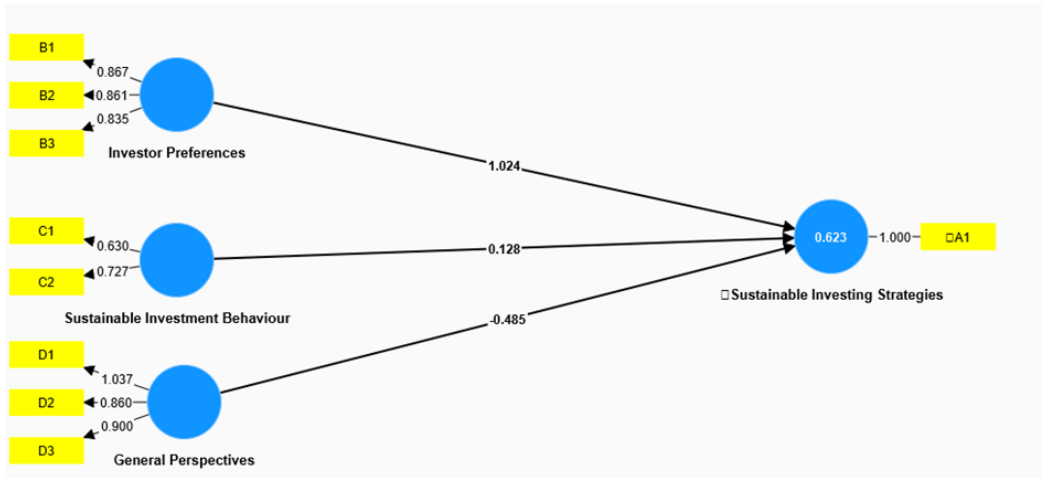 B1
0.867
B2
0.861
0.835
B3
Investor Preferences
1.024
C1
0.630
C2
0.727
0.128
Sustainable Investment Behaviour
0.623
1.000
□A1
□Sustainable Investing Strategies
-0.485
D1
1.037
D2
0.860
0.900
D3
General Perspectives